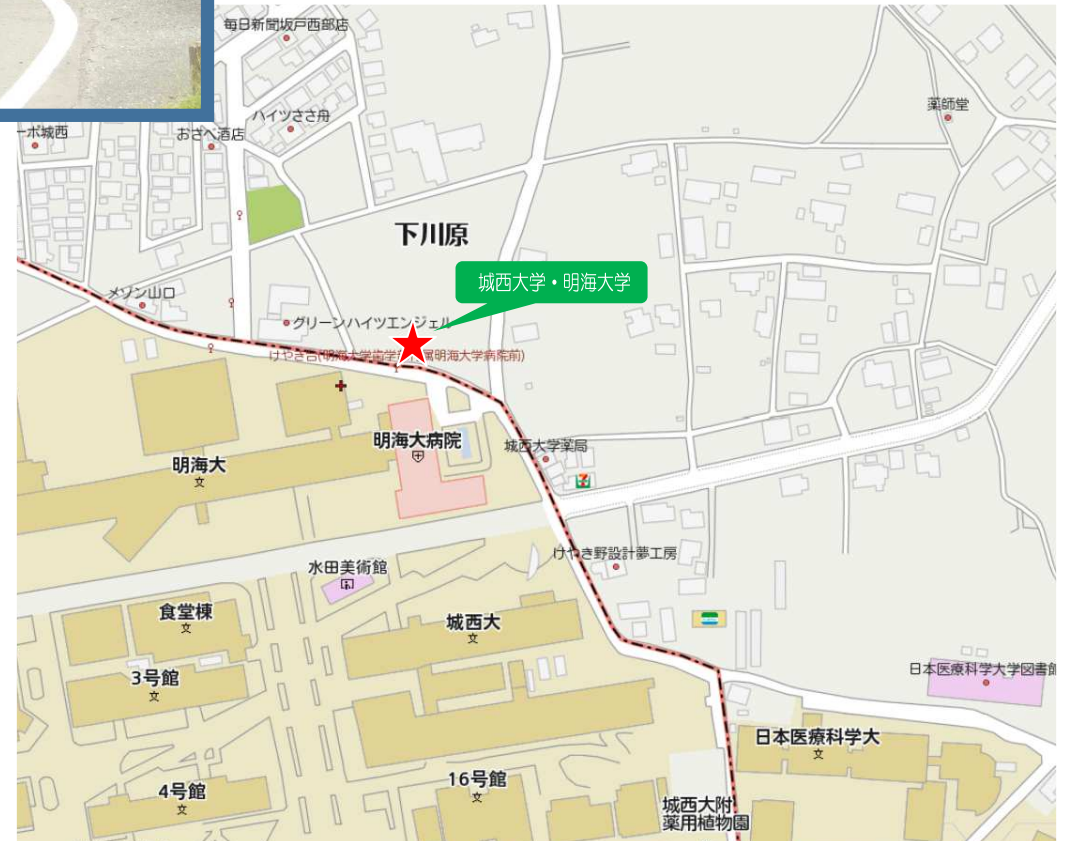 毎日新聞坂戸西部店
薬師堂
ハイツささ舟
ーポ城西
おさべ酒店
下川原
城西大学・明海大学
メゾン山口
グリーンハイツエンジェル
けやき台(明海大学歯学部
属明海大学病院前)
明海大病院
城西大学薬局
明海大
文
けやき野設計夢工房
水田美術館
食堂棟
文
城西大
文
3号館
文
日本医療科学大学図書館
日本医療科学大
文
16号館
文
4号館
文
城西大附
薬用植物園